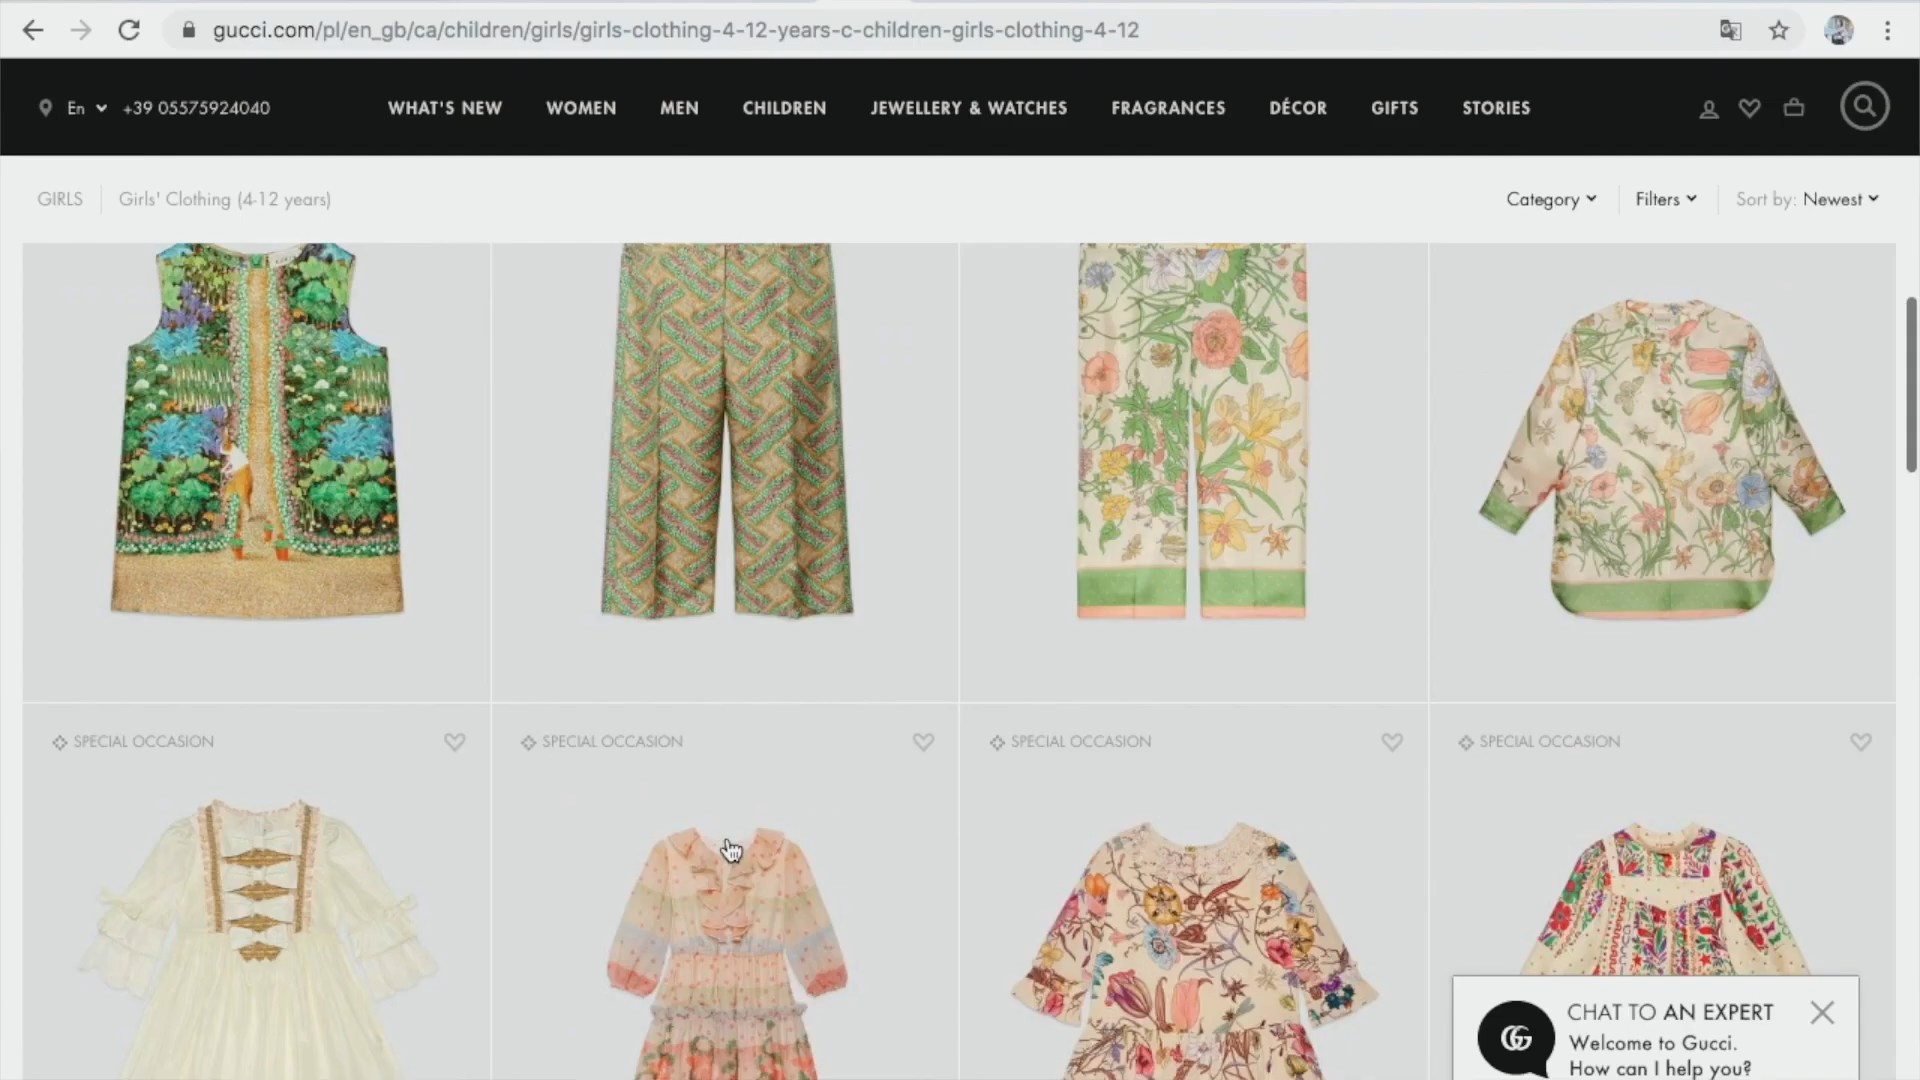 gucci.com/pl/en_gb/ca/children/girls/girls-clothing-4-12-years-c-children-girls-clothing-4-12
En +39 05575924040 WHAT'S NEW WOMEN MEN CHILDREN JEWELLERY & WATCHES FRAGRANCES DÉCOR GIFTS STORIES
GIRLS Girls' Clothing (4-12 years) Category Filters Sort by: Newest
SPECIAL OCCASION SPECIAL OCCASION SPECIAL OCCASION SPECIAL OCCASION
CHAT TO AN EXPERT
Welcome to Gucci.
How can I help you?